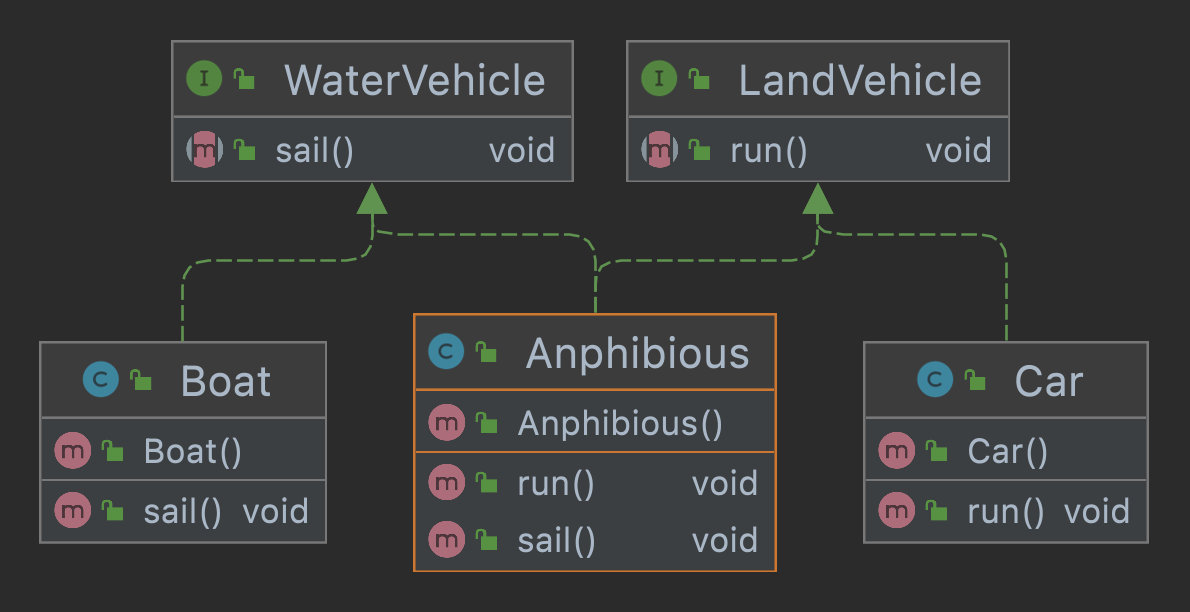 I WaterVehicle
m sail() void
I LandVehicle
m run() void
C Boat
m Boat()
m sail() void
C Anphibious
m Anphibious()
m run() void
m sail() void
C Car
m Car()
m run() void